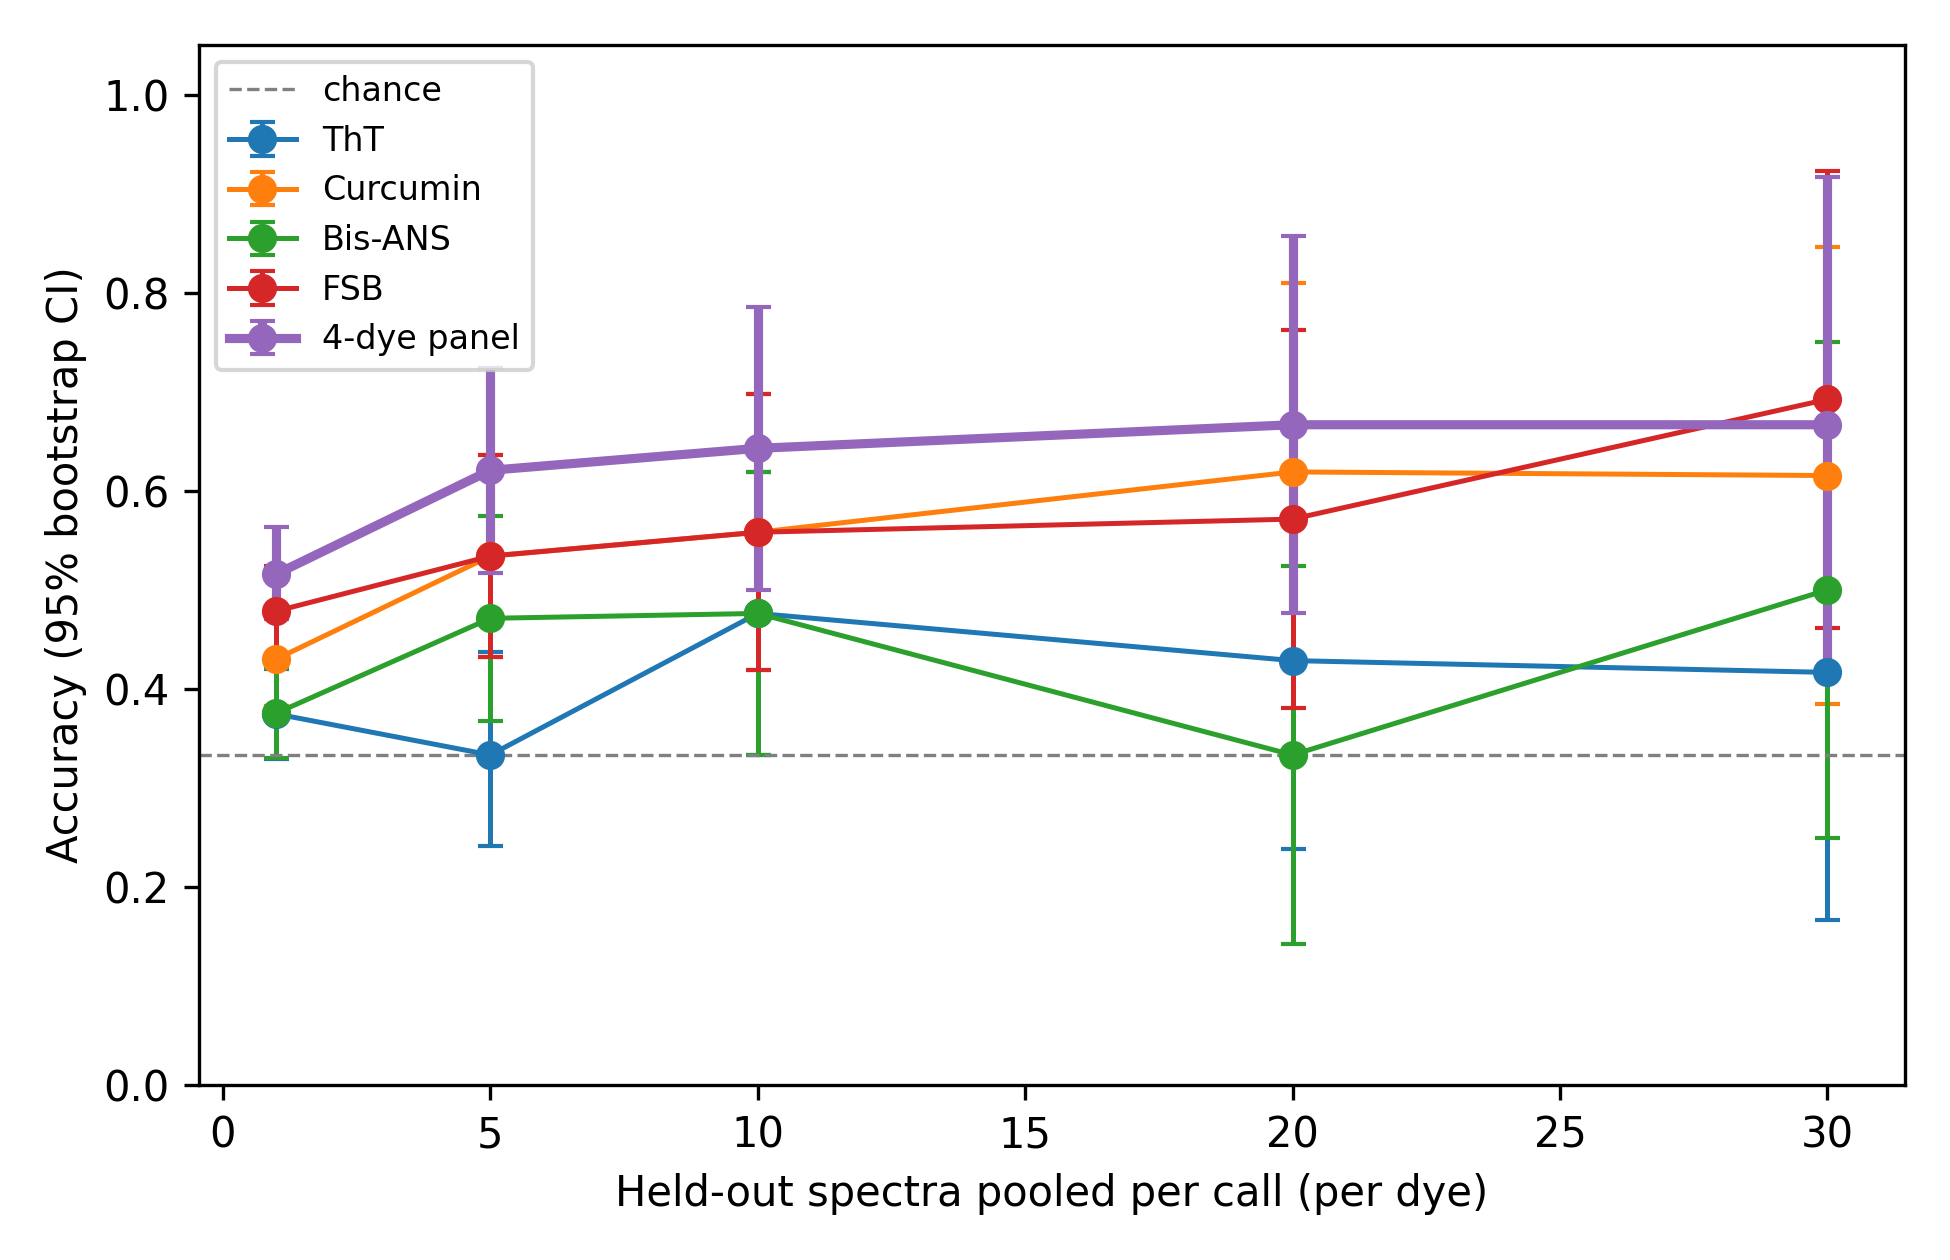 1.0
0.8
0.6
0.4
0.2
0.0
Accuracy (95% bootstrap CI)
chance
ThT
Curcumin
Bis-ANS
FSB
4-dye panel
0 5 10 15 20 25 30
Held-out spectra pooled per call (per dye)